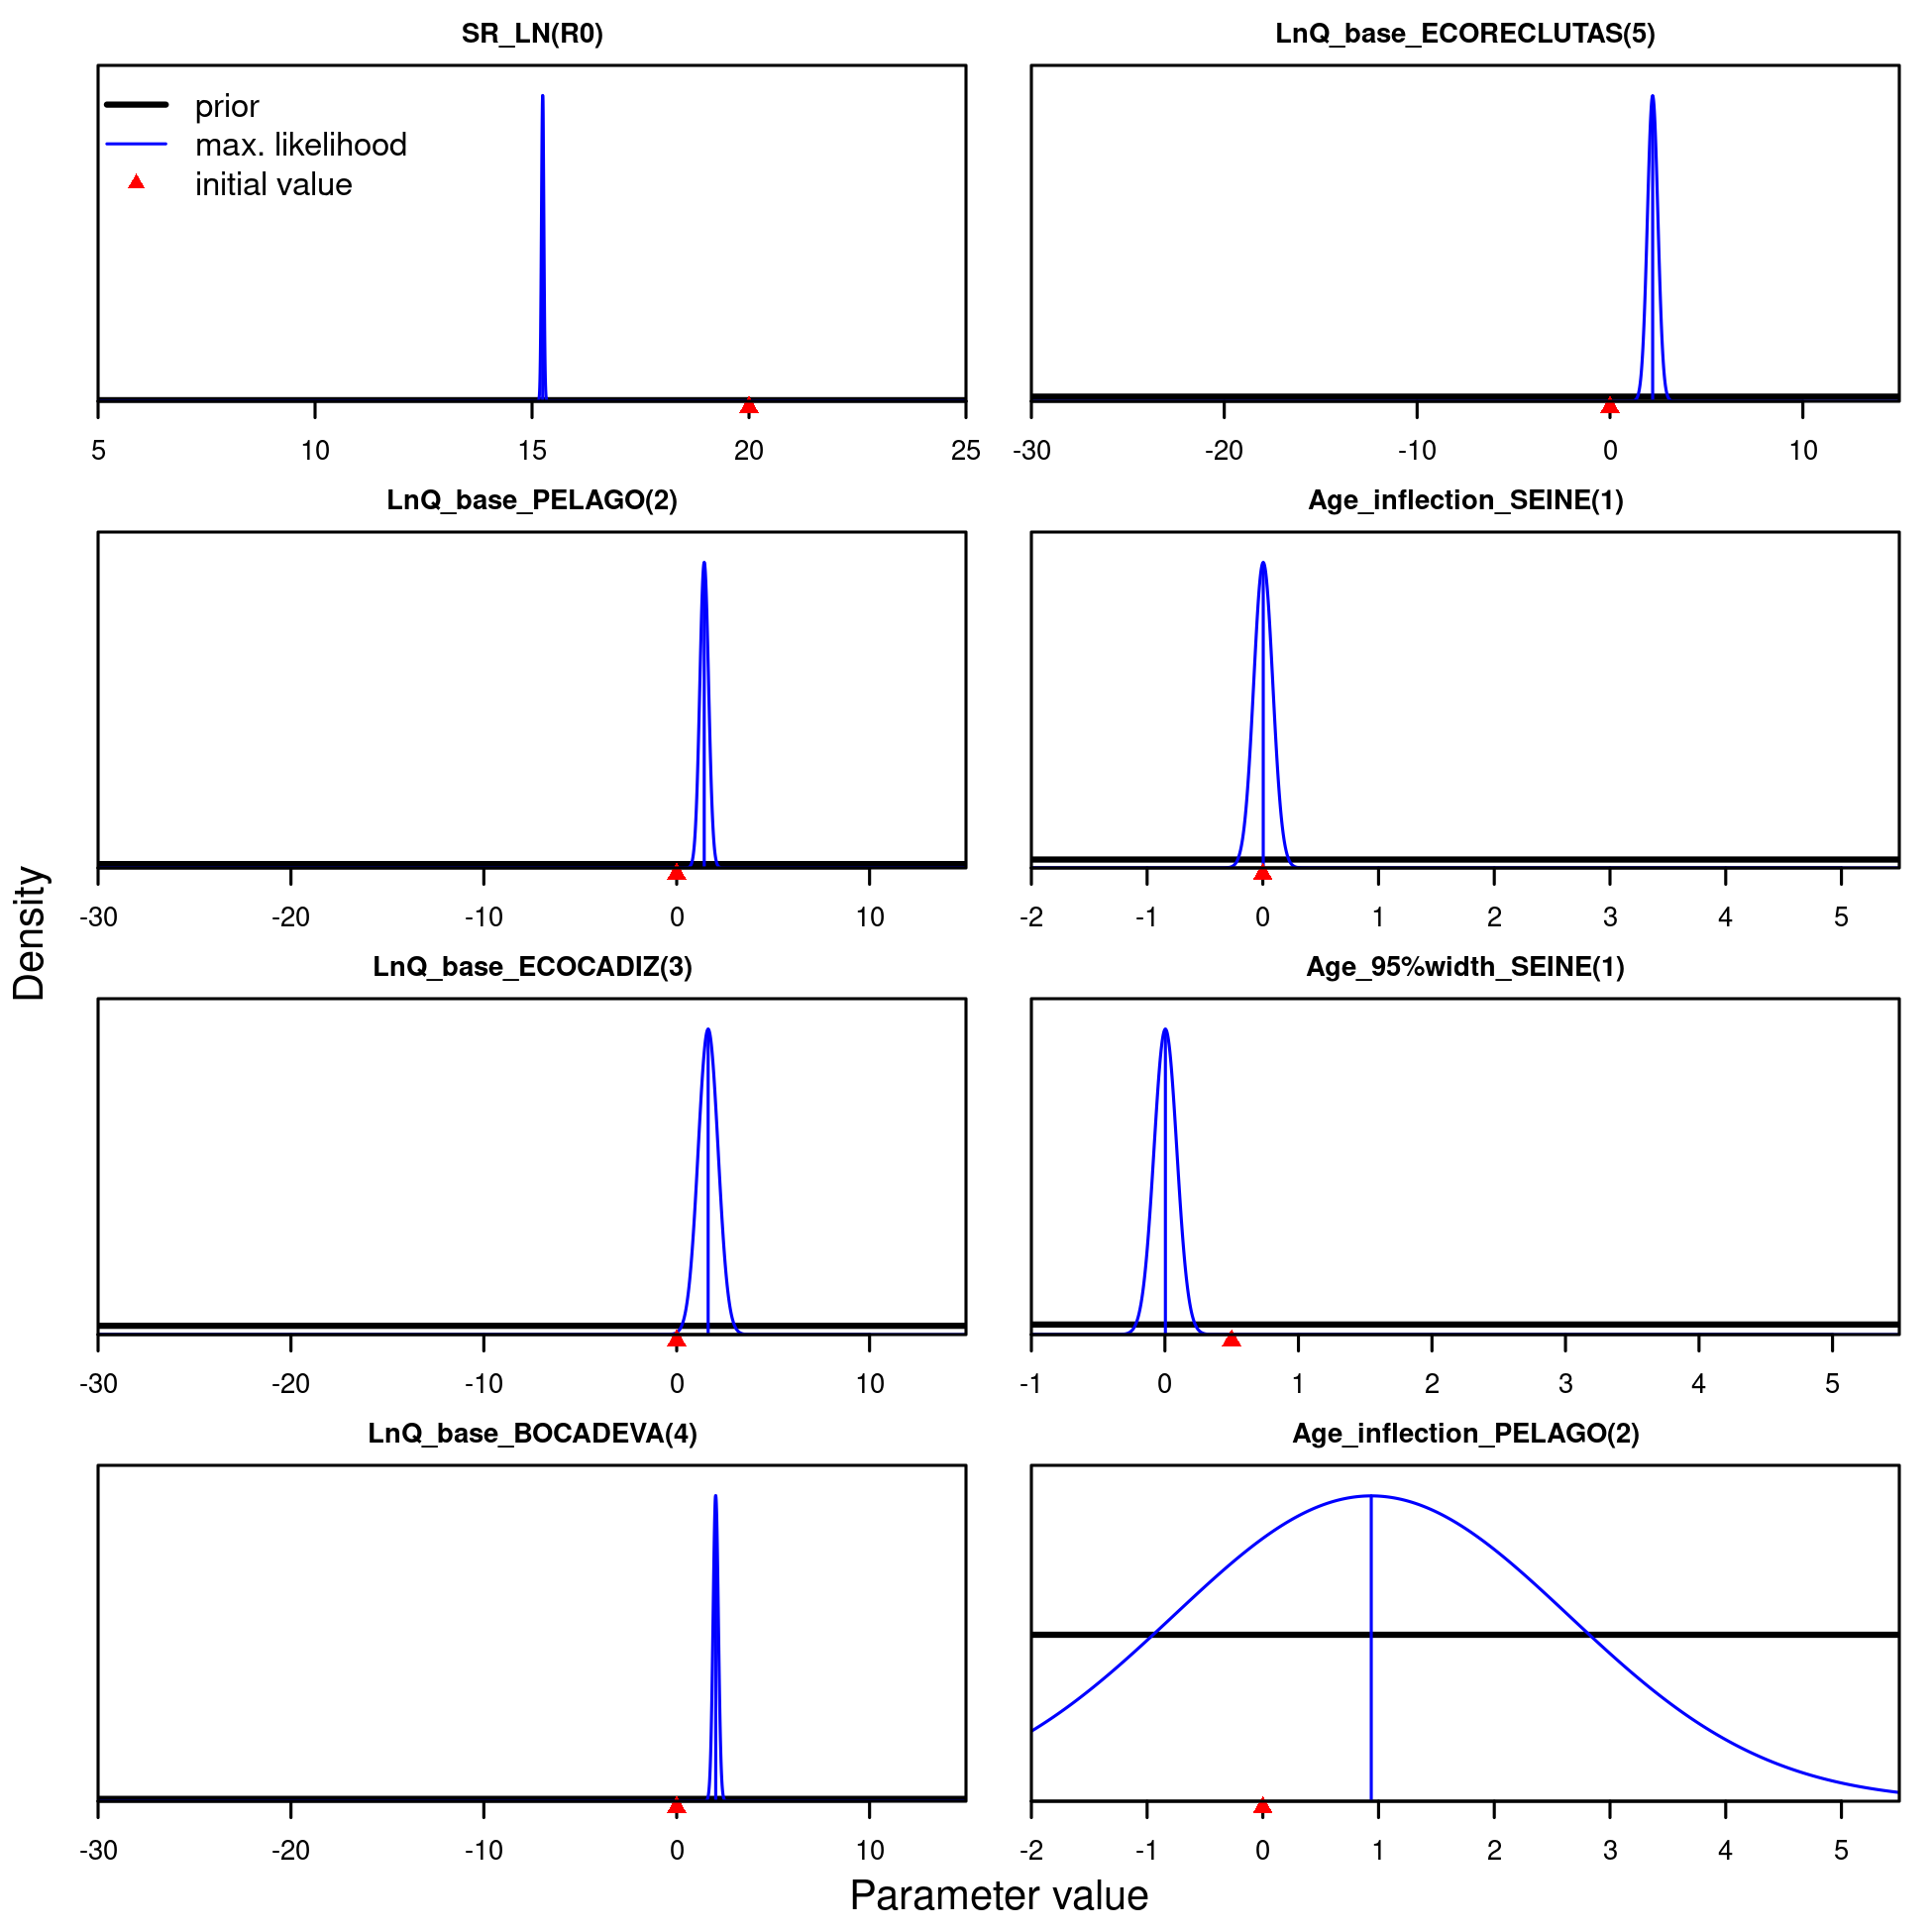 SR_LN(R0)
prior
max. likelihood
initial value
5 10 15 20 25
LnQ_base_ECORECLUTAS(5)
-30 -20 -10 0 10
LnQ_base_PELAGO(2)
-30 -20 -10 0 10
Age_inflection_SEINE(1)
-2 -1 0 1 2 3 4 5
LnQ_base_ECOCADIZ(3)
-30 -20 -10 0 10
Age_95%width_SEINE(1)
-1 0 1 2 3 4 5
LnQ_base_BOCADEVA(4)
-30 -20 -10 0 10
Age_inflection_PELAGO(2)
-2 -1 0 1 2 3 4 5
Density
Parameter value